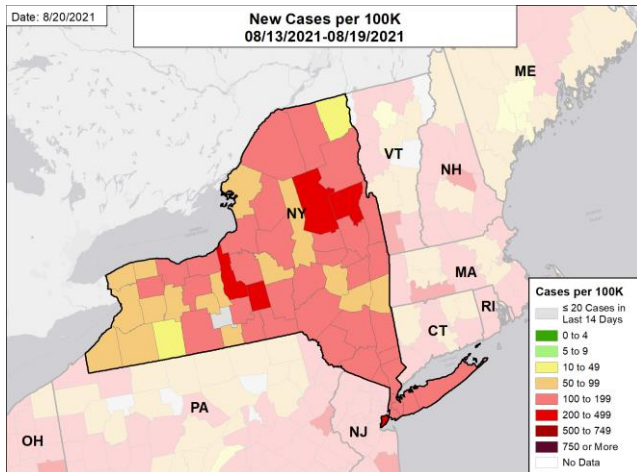 Date: 8/20/2021
New Cases per 100K
08/13/2021-08/19/2021
ME
VT
NH
NY
MA
CT
RI
PA
OH
NJ
Cases per 100K
≤ 20 Cases in
Last 14 Days
0 to 4
5 to 9
10 to 49
50 to 99
100 to 199
200 to 499
500 to 749
750 or More
No Data